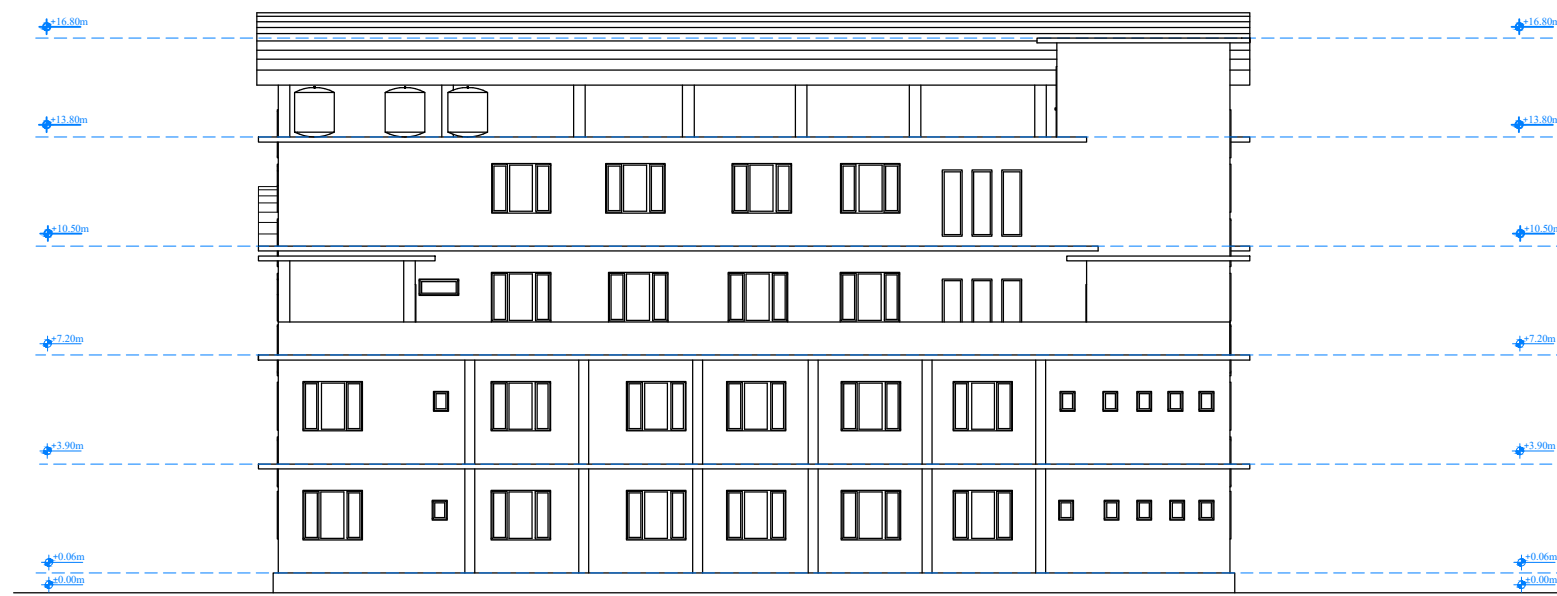 +16.80m +16.80m
+13.80m +13.80m
+10.50m +10.50m
+7.20m +7.20m
+3.90m +3.90m
+0.06m +0.06m
+0.00m +0.00m